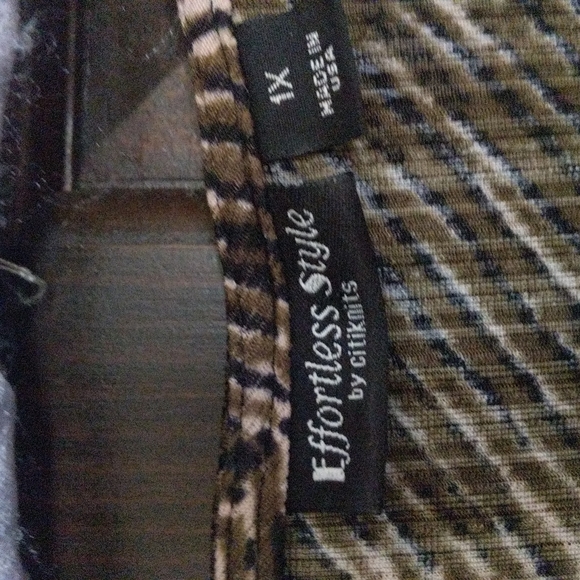 1X
MADE IN
USA
Effortless Style
by citiknits